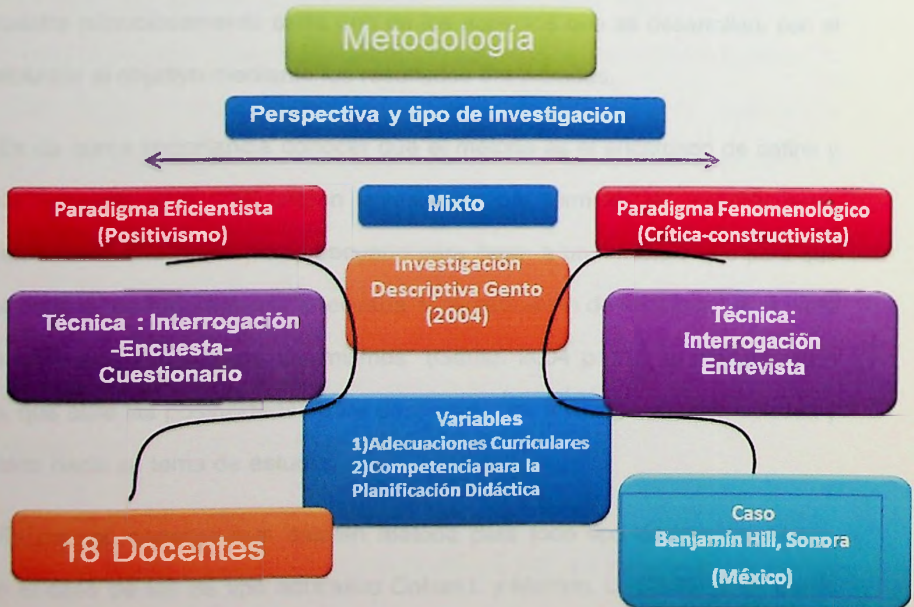 Metodología
Perspectiva y tipo de investigación
Paradigma Eficientista
(Positivismo)
Mixto
Paradigma Fenomenológico
(Crítica-constructivista)
Investigación
Descriptiva Gento
(2004)
Técnica : Interrogación
-Encuesta-
Cuestionario
Técnica:
Interrogación
Entrevista
Variables
1)Adecuaciones Curriculares
2)Competencia para la
Planificación Didáctica
18 Docentes
Caso
Benjamín Hill, Sonora
(México)